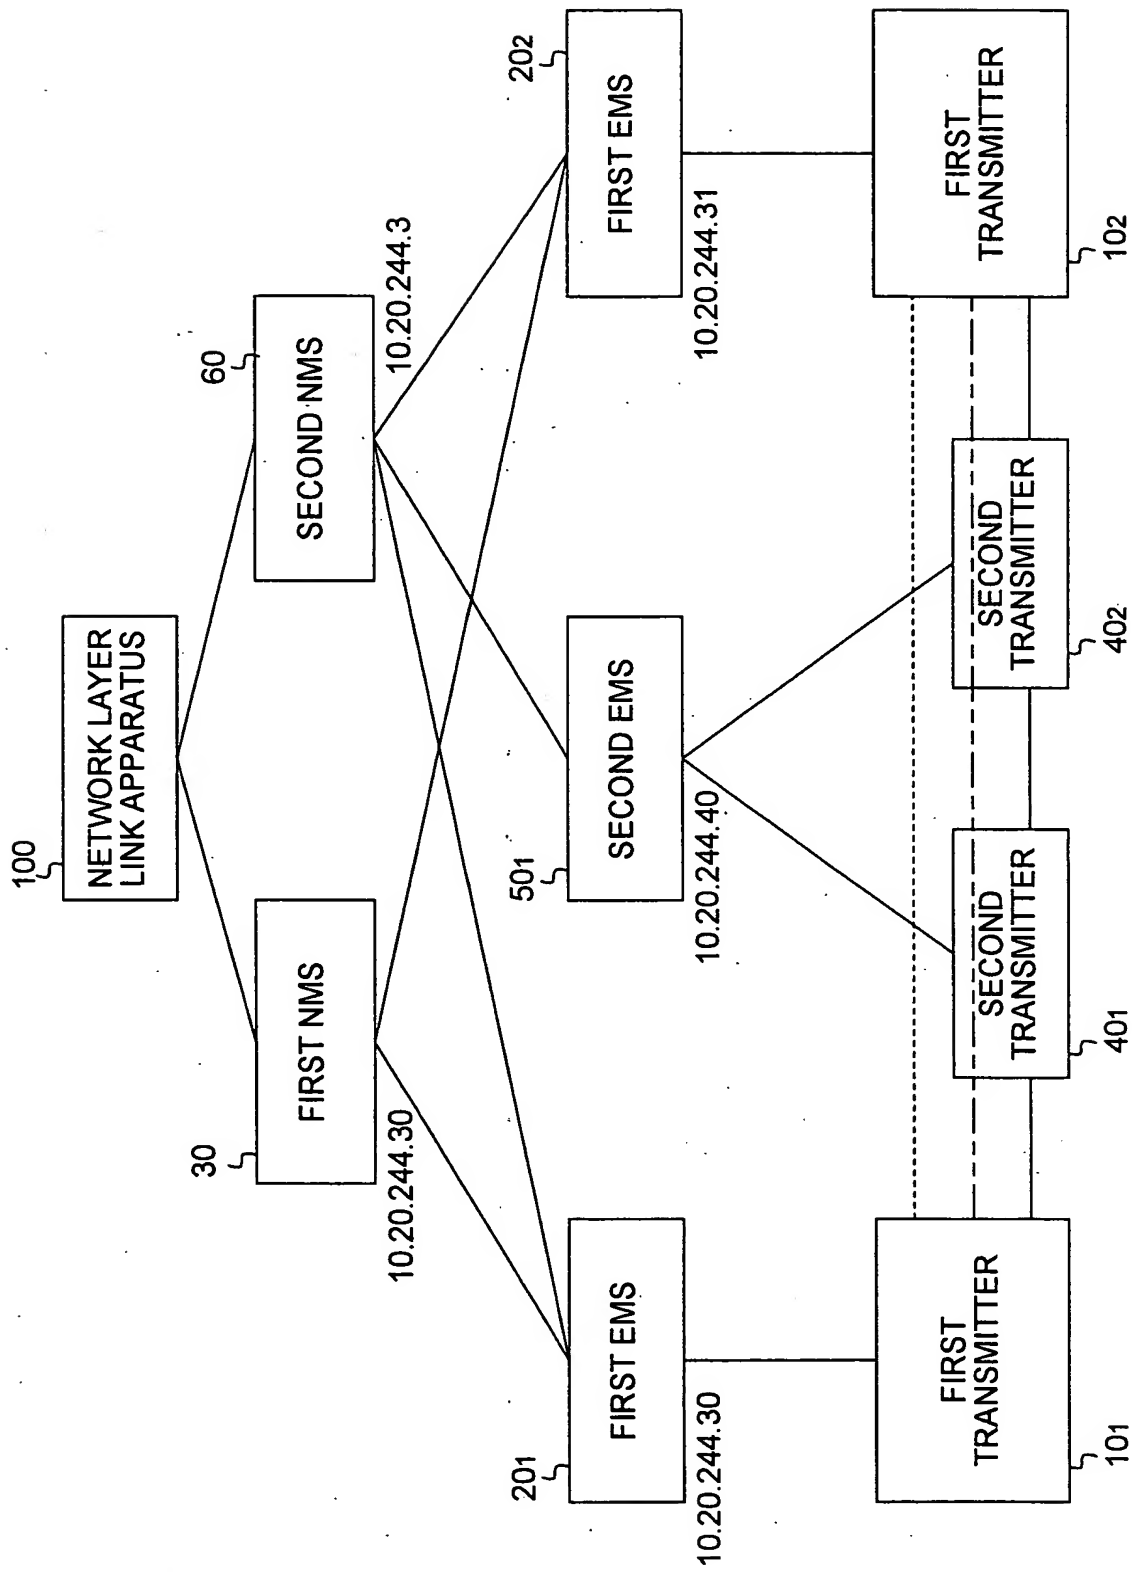 100
NETWORK LAYER
LINK APPARATUS
30
FIRST NMS
10.20.244.30
60
SECOND NMS
10.20.244.3
201
FIRST EMS
10.20.244.30
501
SECOND EMS
10.20.244.40
202
FIRST EMS
10.20.244.31
FIRST
TRANSMITTER
101
SECOND
TRANSMITTER
401
SECOND
TRANSMITTER
402
FIRST
TRANSMITTER
102